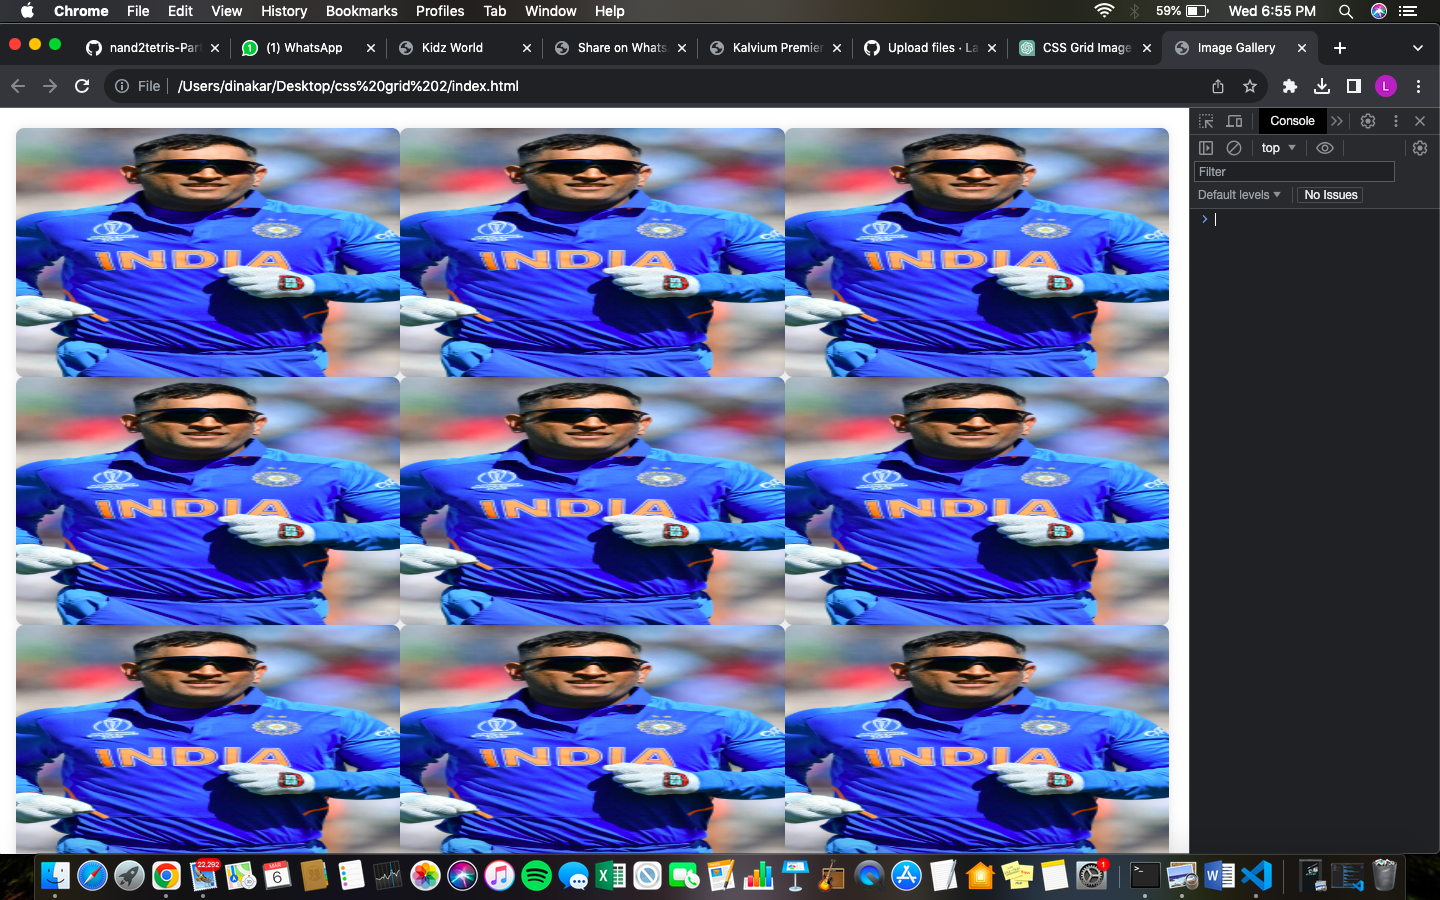 Chrome File Edit View History Bookmarks Profiles Tab Window Help 59% Wed 6:55 PM
nand2tetris-Par (1) WhatsApp Kidz World Share on Whats Kalvium Premier Upload files · La CSS Grid Image Image Gallery
File /Users/dinakar/Desktop/css%20grid%202/index.html L
Console
top
Filter
Default levels No Issues
INDIA INDIA INDIA
INDIA INDIA INDIA
INDIA INDIA INDIA
22,292
MAR
6
1
W